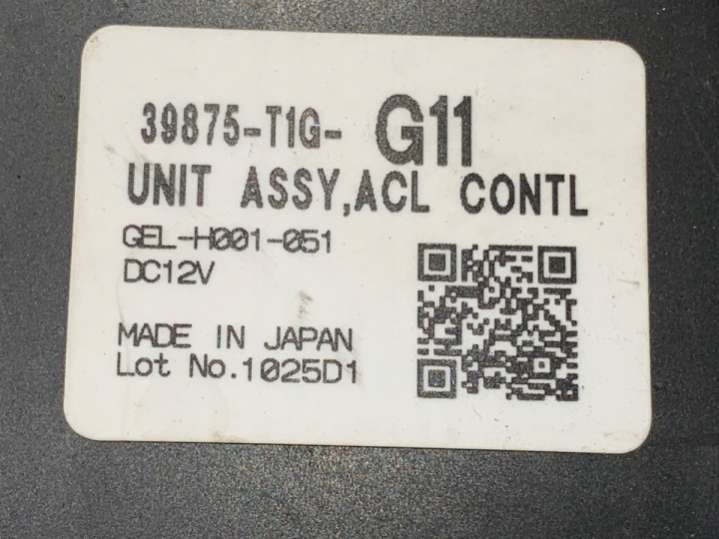 39875-T1G- G11
UNIT ASSY,ACL CONTL
GEL-H001-051
DC12V
MADE IN JAPAN
Lot No.1025D1